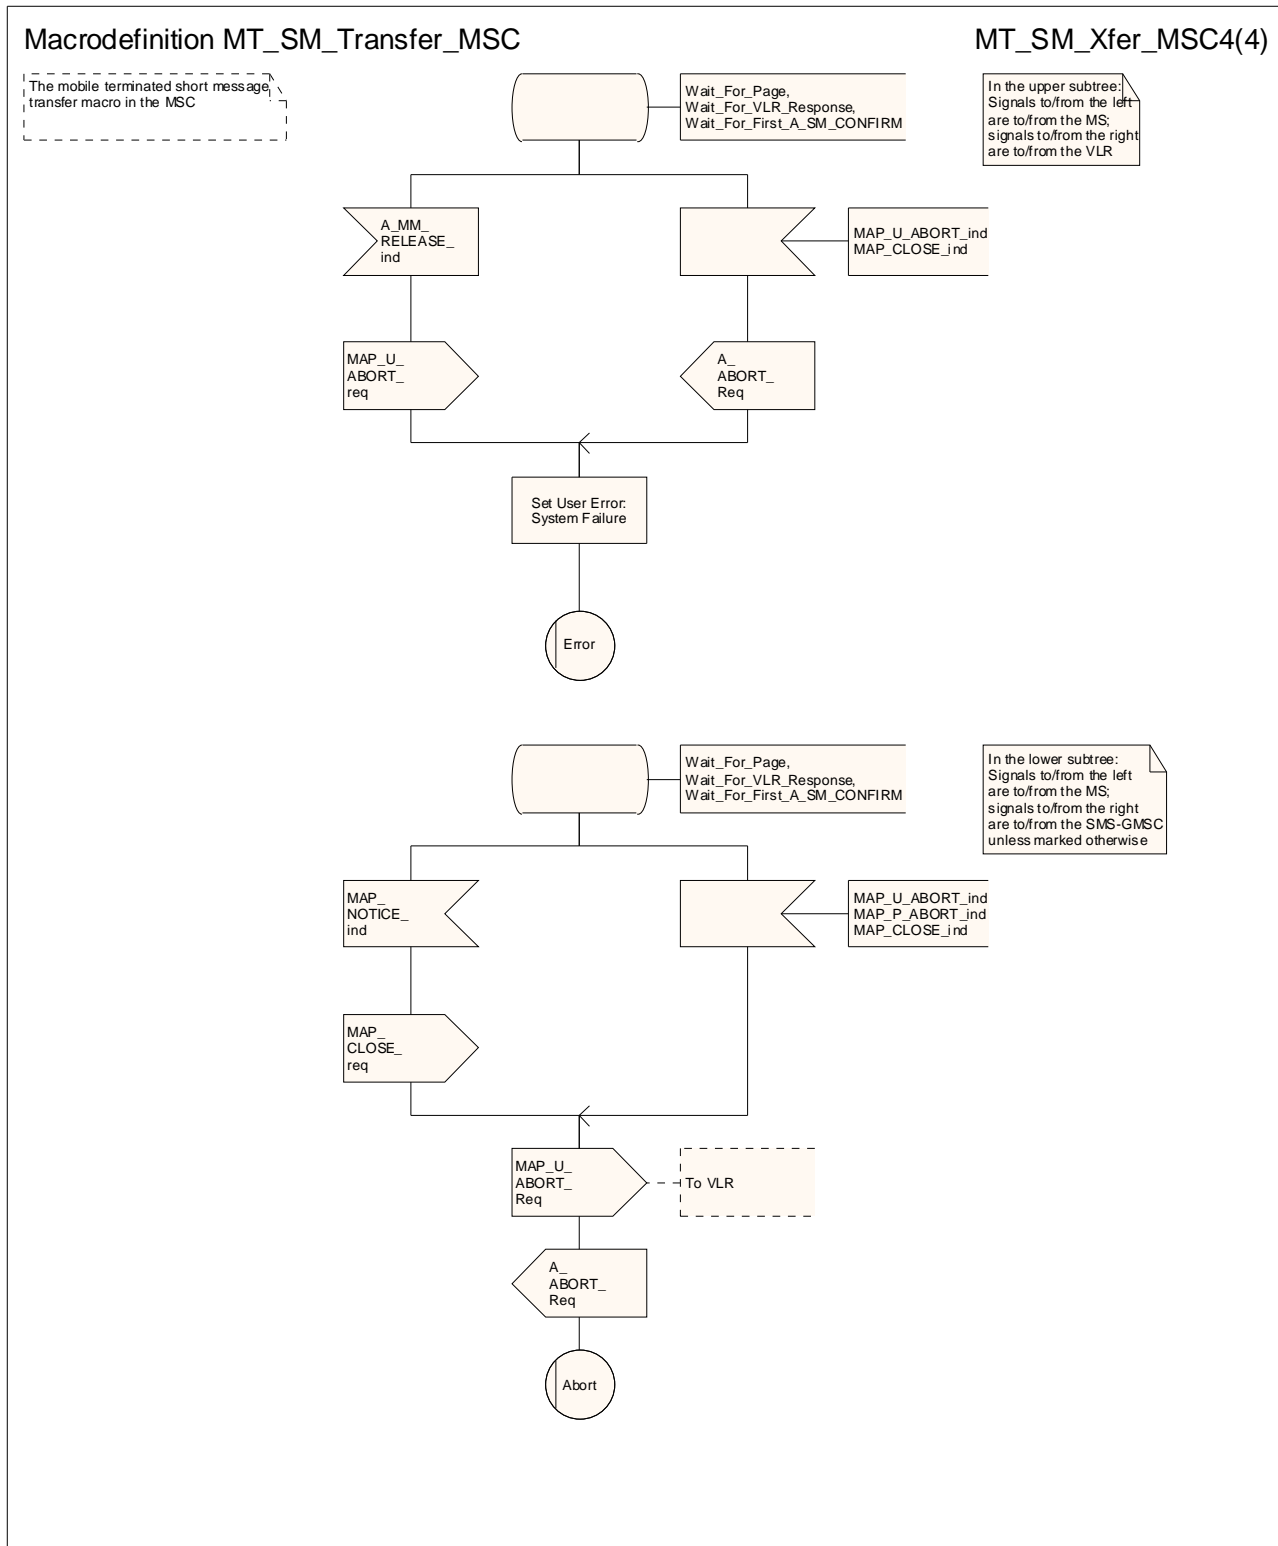 Macrodefinition MT_SM_Transfer_MSC
MT_SM_Xfer_MSC4(4)
The mobile terminated short message
transfer macro in the MSC
Wait_For_Page,
Wait_For_VLR_Response,
Wait_For_First_A_SM_CONFIRM
In the upper subtree:
Signals to/from the left
are to/from the MS;
signals to/from the right
are to/from the VLR
A_MM_
RELEASE_
ind
MAP_U_ABORT_ind
MAP_CLOSE_ind
MAP_U_
ABORT_
req
A_
ABORT_
Req
Set User Error:
System Failure
Error
Wait_For_Page,
Wait_For_VLR_Response,
Wait_For_First_A_SM_CONFIRM
In the lower subtree:
Signals to/from the left
are to/from the MS;
signals to/from the right
are to/from the SMS-GMSC
unless marked otherwise
MAP_
NOTICE_
ind
MAP_U_ABORT_ind
MAP_P_ABORT_ind
MAP_CLOSE_ind
MAP_
CLOSE_
req
MAP_U_
ABORT_
Req
To VLR
A_
ABORT_
Req
Abort